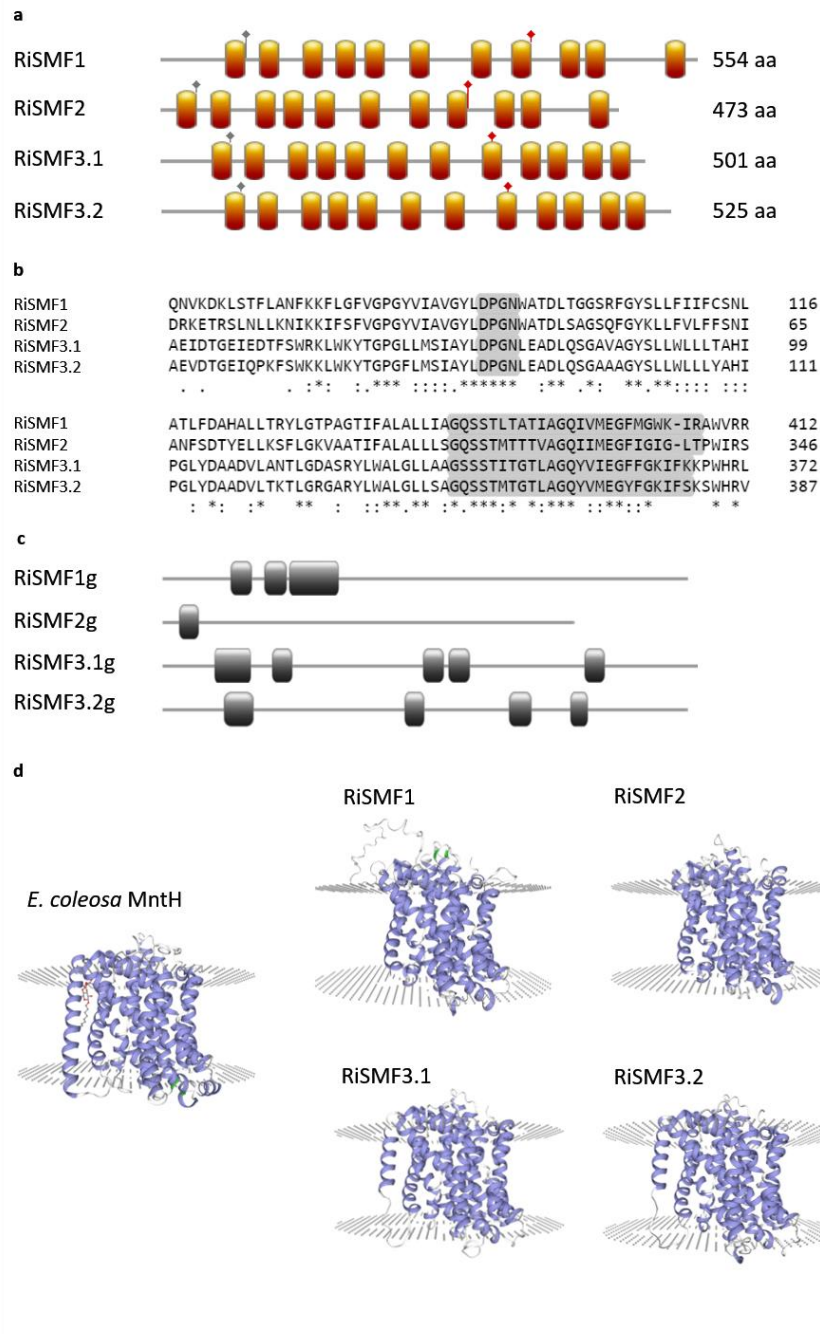 a
RiSMF1 554 aa
RiSMF2 473 aa
RiSMF3.1 501 aa
RiSMF3.2 525 aa
b
RiSMF1 QNVKDKLSTFLANFKKFLGFVGPGYVIAVGYLDPGNWATDLTGGSRFGYSLLFIIFCSNL 116
RiSMF2 DRKETRSLNLLKNIKKIFSFVGPGYVIAVGYLDPGNWATDLSAGSQFGYKLLFVLFFSNI 65
RiSMF3.1 AEIDTGEIEDTFSWRKLWKYTGPGLLMSIAYLDPGNLEADLQSGAVAGYSLLWLLLLTAHI 99
RiSMF3.2 AEVDTGEIQPKFSWKKLWKYTGPGFLMSIAYLDPGNLEADLQSGAAAGYSLLWLLLYAHI 111
. . . :*: :.*** ::::.****** :** .*: **.**:::: :::
RiSMF1 ATLFDAHALLTRYLGTPAGTIFALALLIAGQSSTLTATIAGQIVMEGFMGWK-IRAWVRR 412
RiSMF2 ANFSDTYELLKSFLGKVAATIFALALLLSGQSSTMTTTVAGQIIMEGFIGIG-LTPWIRS 346
RiSMF3.1 PGLYDAADVLANTLGDASRYLWALGLLAAGSSSTITGTLAGQYVIEGFFGKIFKKPWHRL 372
RiSMF3.2 PGLYDAADVLTKTLGRGARYLWALGLLSAGQSSTMTGTLAGQYVMEGYFGKIFSKSWHRV 387
: *: :* ** : ::**.** :*.***:* *:*** ::**::* * *
c
RiSMF1g
RiSMF2g
RiSMF3.1g
RiSMF3.2g
d
RiSMF1 RiSMF2
E. coleosa MntH
RiSMF3.1 RiSMF3.2